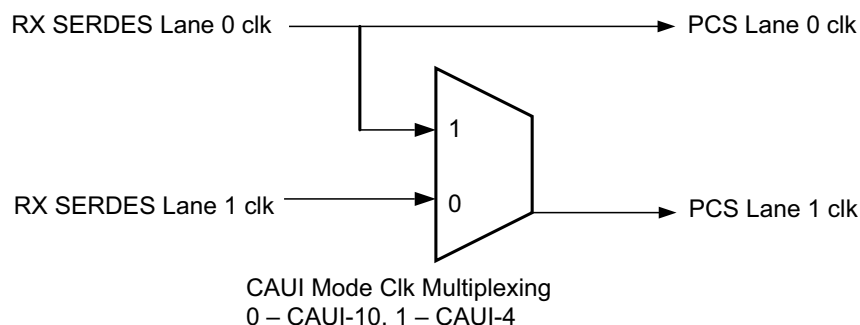 RX SERDES Lane 0 clk
PCS Lane 0 clk
1
0
RX SERDES Lane 1 clk
PCS Lane 1 clk
CAUI Mode Clk Multiplexing
0 – CAUI-10, 1 – CAUI-4